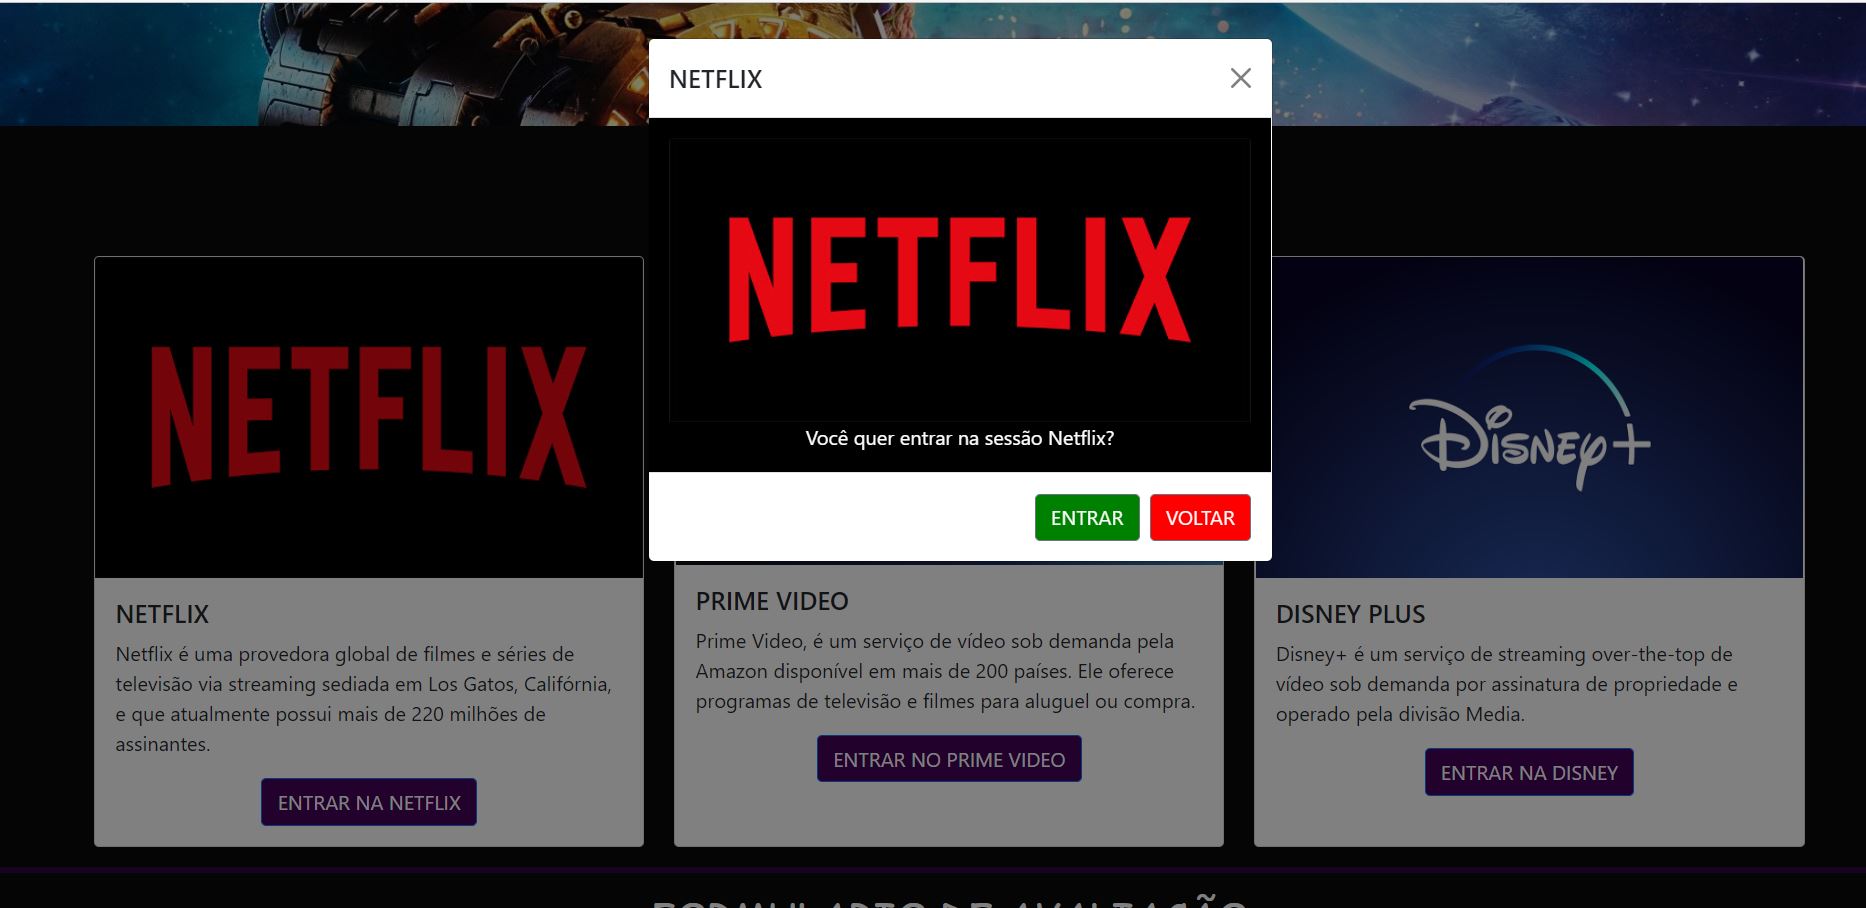 NETFLIX
NETFLIX
Você quer entrar na sessão Netflix?
ENTRAR
VOLTAR
NETFLIX
NETFLIX
Netflix é uma provedora global de filmes e séries de
televisão via streaming sediada em Los Gatos, Califórnia,
e que atualmente possui mais de 220 milhões de
assinantes.
ENTRAR NA NETFLIX
PRIME VIDEO
Prime Video, é um serviço de vídeo sob demanda pela
Amazon disponível em mais de 200 países. Ele oferece
programas de televisão e filmes para aluguel ou compra.
ENTRAR NO PRIME VIDEO
Disney+
DISNEY PLUS
Disney+ é um serviço de streaming over-the-top de
vídeo sob demanda por assinatura de propriedade e
operado pela divisão Media.
ENTRAR NA DISNEY